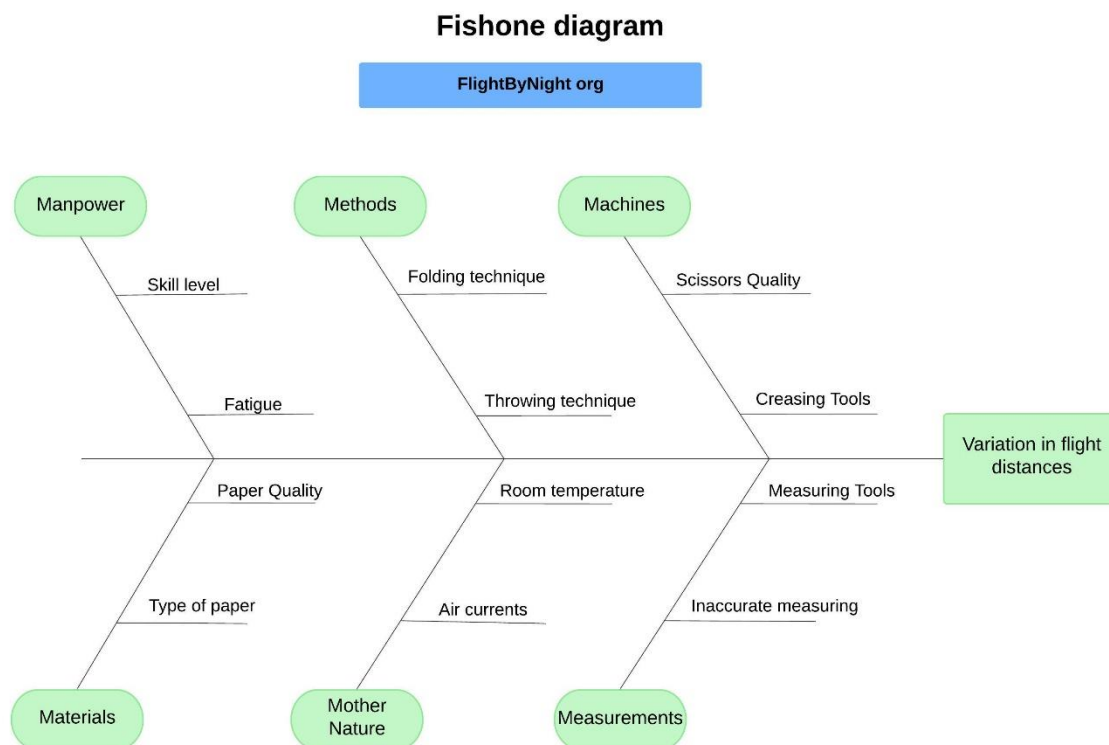 Fishone diagram
FlightByNight org
Manpower
Methods
Machines
Skill level
Folding technique
Scissors Quality
Fatigue
Throwing technique
Creasing Tools
Variation in flight
distances
Paper Quality
Room temperature
Measuring Tools
Type of paper
Air currents
Inaccurate measuring
Materials
Mother
Nature
Measurements